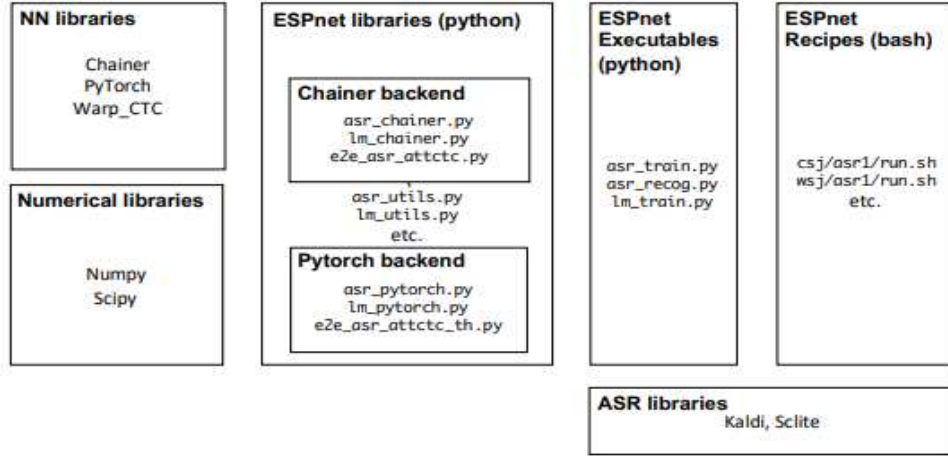 NN libraries
Chainer
PyTorch
Warp_CTC
Numerical libraries
Numpy
Scipy
ESPnet libraries (python)
Chainer backend
asr_chainer.py
lm_chainer.py
e2e_asr_attctc.py
asr_utils.py
lm_utils.py
etc.
Pytorch backend
asr_pytorch.py
lm_pytorch.py
e2e_asr_attctc_th.py
ESPnet
Executables
(python)
asr_train.py
asr_recog.py
lm_train.py
ESPnet
Recipes (bash)
csj/asr1/run.sh
wsj/asr1/run.sh
etc.
ASR libraries
Kaldi, Sclite